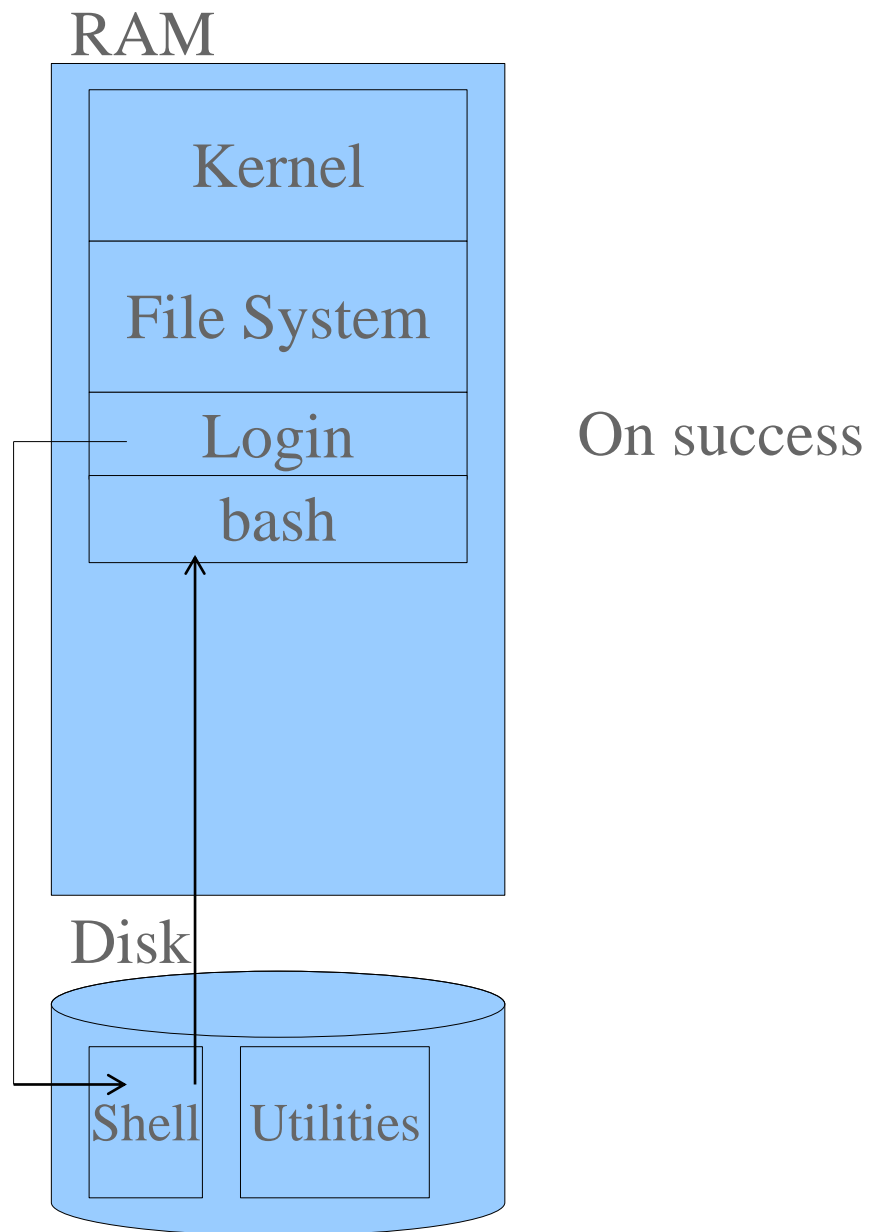 RAM
Kernel
File System
Login
On success
bash
Disk
Shell
Utilities